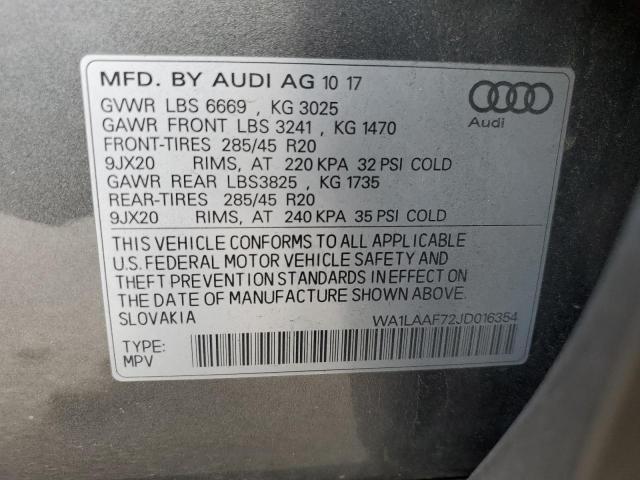 MFD. BY AUDI AG 10 17
GVWR LBS 6669 , KG 3025
GAWR FRONT LBS 3241 , KG 1470
FRONT-TIRES 285/45 R20
9JX20 RIMS, AT 220 KPA 32 PSI COLD
GAWR REAR LBS3825 , KG 1735
REAR-TIRES 285/45 R20
9JX20 RIMS, AT 240 KPA 35 PSI COLD
Audi
THIS VEHICLE CONFORMS TO ALL APPLICABLE
U.S. FEDERAL MOTOR VEHICLE SAFETY AND
THEFT PREVENTION STANDARDS IN EFFECT ON
THE DATE OF MANUFACTURE SHOWN ABOVE.
SLOVAKIA WA1LAAF72JD016354
TYPE:
MPV